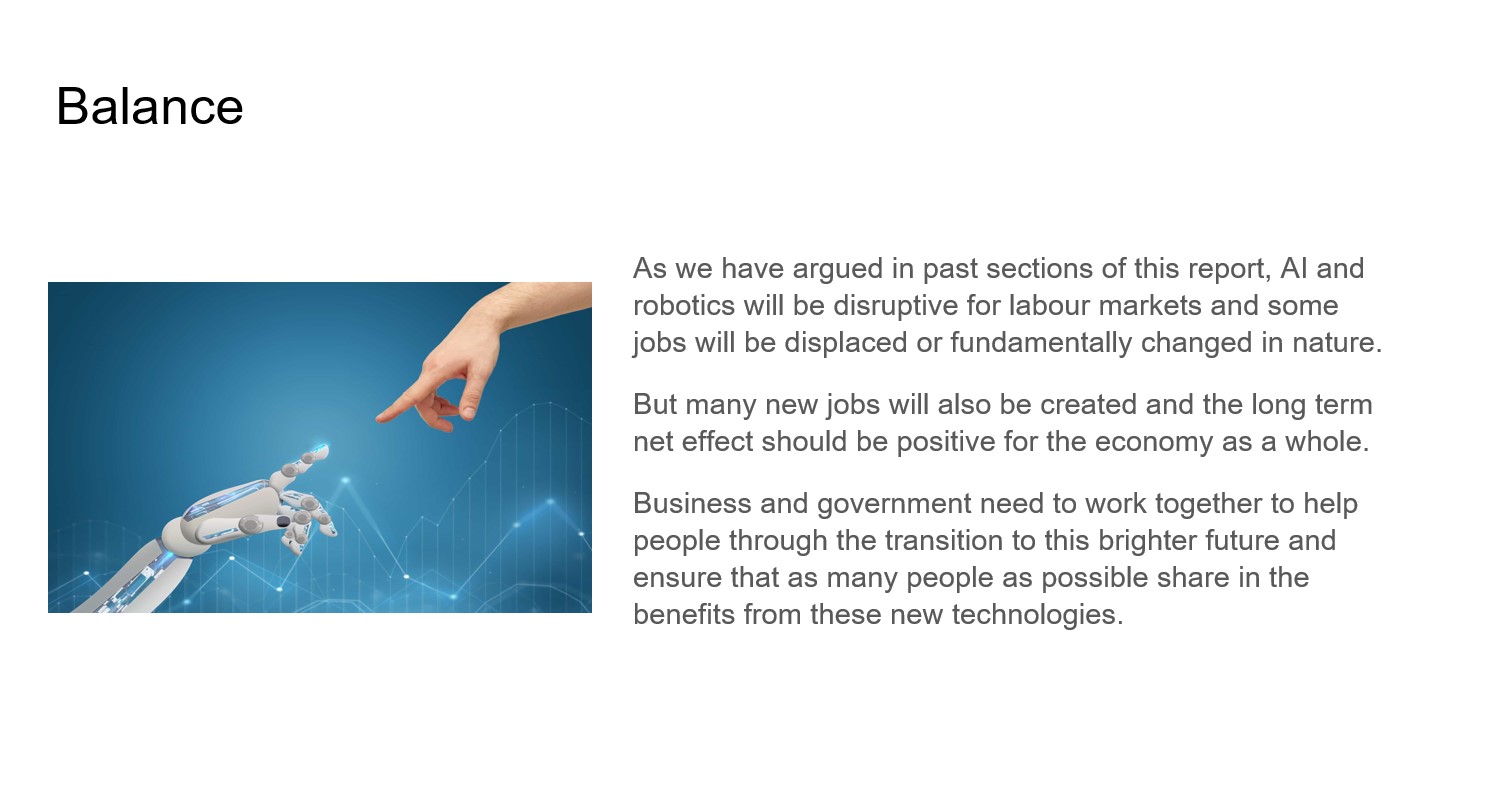 Balance
As we have argued in past sections of this report, AI and
robotics will be disruptive for labour markets and some
jobs will be displaced or fundamentally changed in nature.
But many new jobs will also be created and the long term
net effect should be positive for the economy as a whole.
Business and government need to work together to help
people through the transition to this brighter future and
ensure that as many people as possible share in the
benefits from these new technologies.